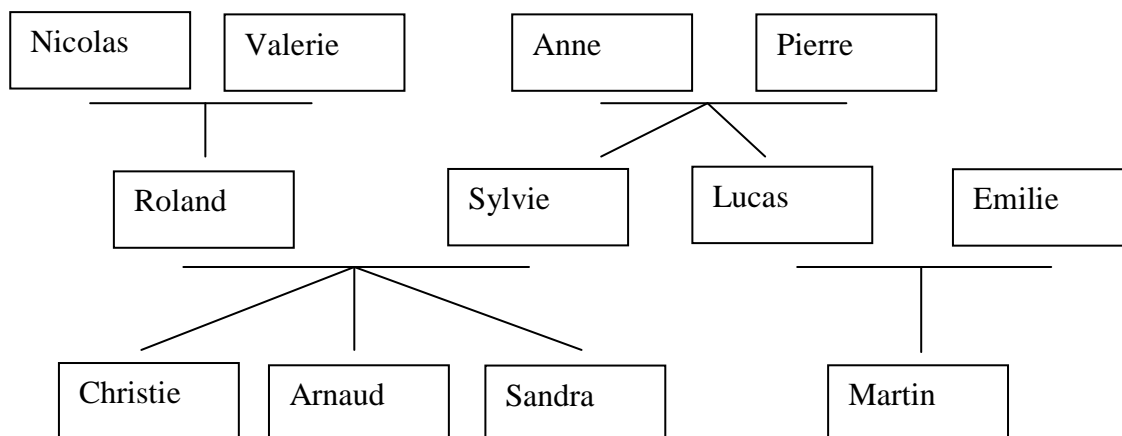 Nicolas Valerie Anne Pierre
Roland Sylvie Lucas Emilie
Christie Arnaud Sandra Martin